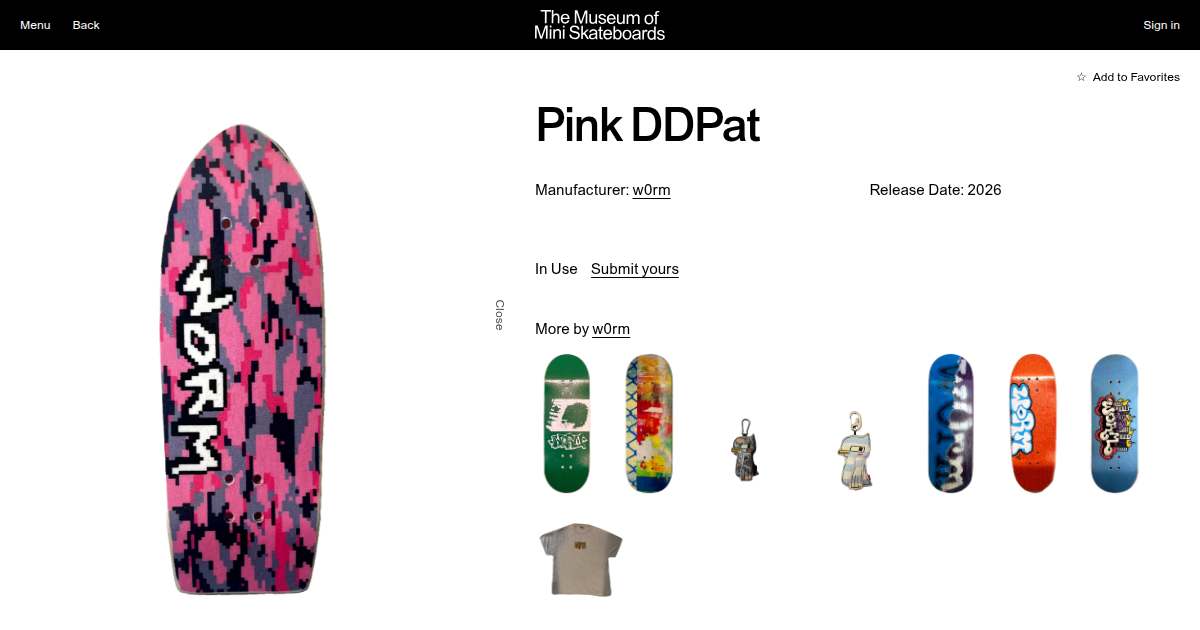 Menu
Back
The Museum of
Mini Skateboards
Sign in
☆ Add to Favorites
Pink DDPat
Manufacturer: w0rm
Release Date: 2026
In Use
Submit yours
Close
More by w0rm
WORM